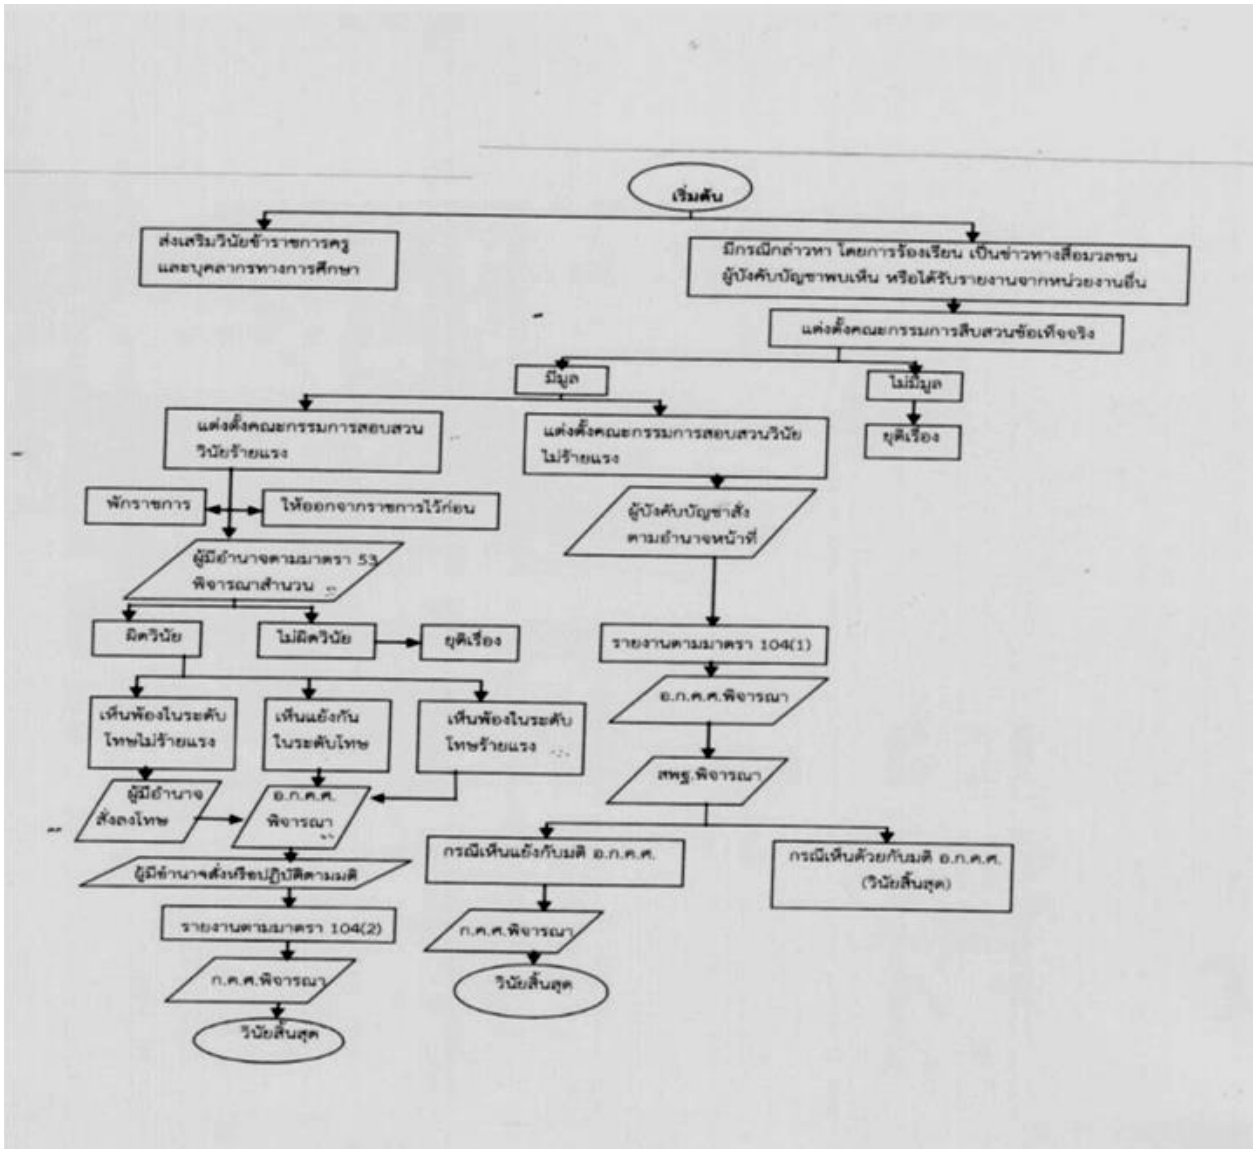 เริ่มต้น
ส่งเสริมวินัยข้าราชการครู
และบุคลากรทางการศึกษา
มีกรณีกล่าวหา โดยการร้องเรียน เป็นข่าวทางสื่อมวลชน
ผู้บังคับบัญชาพบเห็น หรือได้รับรายงานจากหน่วยงานอื่น
แต่งตั้งคณะกรรมการสืบสวนข้อเท็จจริง
มีมูล
ไม่มีมูล
แต่งตั้งคณะกรรมการสอบสวน
วินัยร้ายแรง
แต่งตั้งคณะกรรมการสอบสวนวินัย
ไม่ร้ายแรง
ยุติเรื่อง
พักราชการ
ให้ออกจากราชการไว้ก่อน
ผู้บังคับบัญชาสั่ง
ตามอำนาจหน้าที่
ผู้มีอำนาจตามมาตรา 53
พิจารณาสำนวน
ผิดวินัย
ไม่ผิดวินัย
ยุติเรื่อง
รายงานตามมาตรา 104(1)
อ.ก.ค.ศ.พิจารณา
เห็นพ้องในระดับ
โทษไม่ร้ายแรง
เห็นแย้งกัน
ในระดับโทษ
เห็นพ้องในระดับ
โทษร้ายแรง
สพฐ.พิจารณา
ผู้มีอำนาจ
สั่งลงโทษ
อ.ก.ค.ศ.
พิจารณา
กรณีเห็นแย้งกับมติ อ.ก.ค.ศ.
กรณีเห็นด้วยกับมติ อ.ก.ค.ศ.
(วินัยสิ้นสุด)
ผู้มีอำนาจสั่งหรือปฏิบัติตามมติ
รายงานตามมาตรา 104(2)
ก.ค.ศ.พิจารณา
ก.ค.ศ.พิจารณา
วินัยสิ้นสุด
วินัยสิ้นสุด